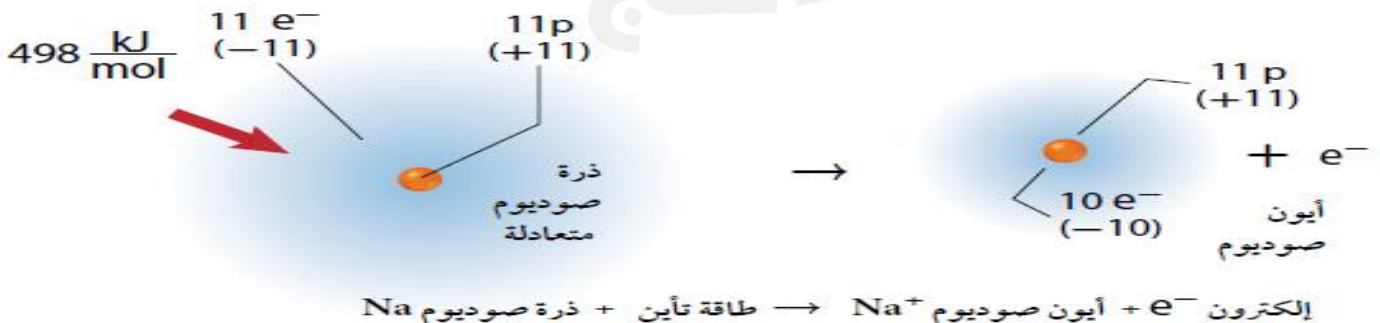 498 kJ/mol
11 e⁻
(−11)
11p
(+11)
ذرة
صوديوم
متعادلة
→
11 p
(+11)
10 e⁻
(−10)
+ e⁻
أيون
صوديوم
Na ذرة صوديوم + طاقة تأين → Na⁺ أيون صوديوم + e⁻ إلكترون